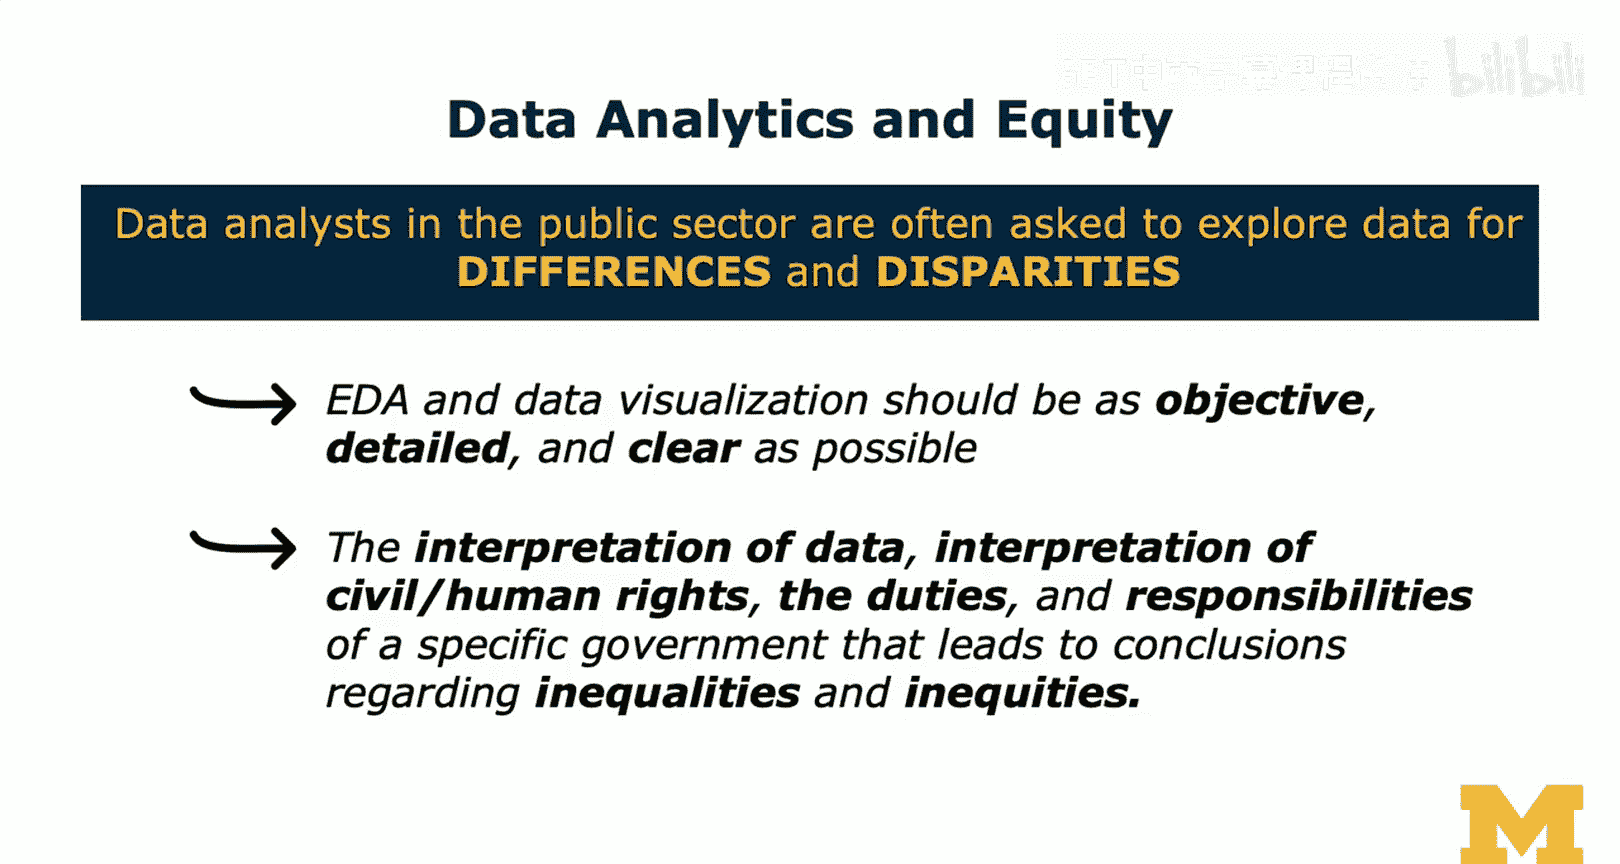 bilibili
Data Analytics and Equity
Data analysts in the public sector are often asked to explore data for
DIFFERENCES and DISPARITIES
EDA and data visualization should be as objective,
detailed, and clear as possible
The interpretation of data, interpretation of
civil/human rights, the duties, and responsibilities
of a specific government that leads to conclusions
regarding inequalities and inequities.
M